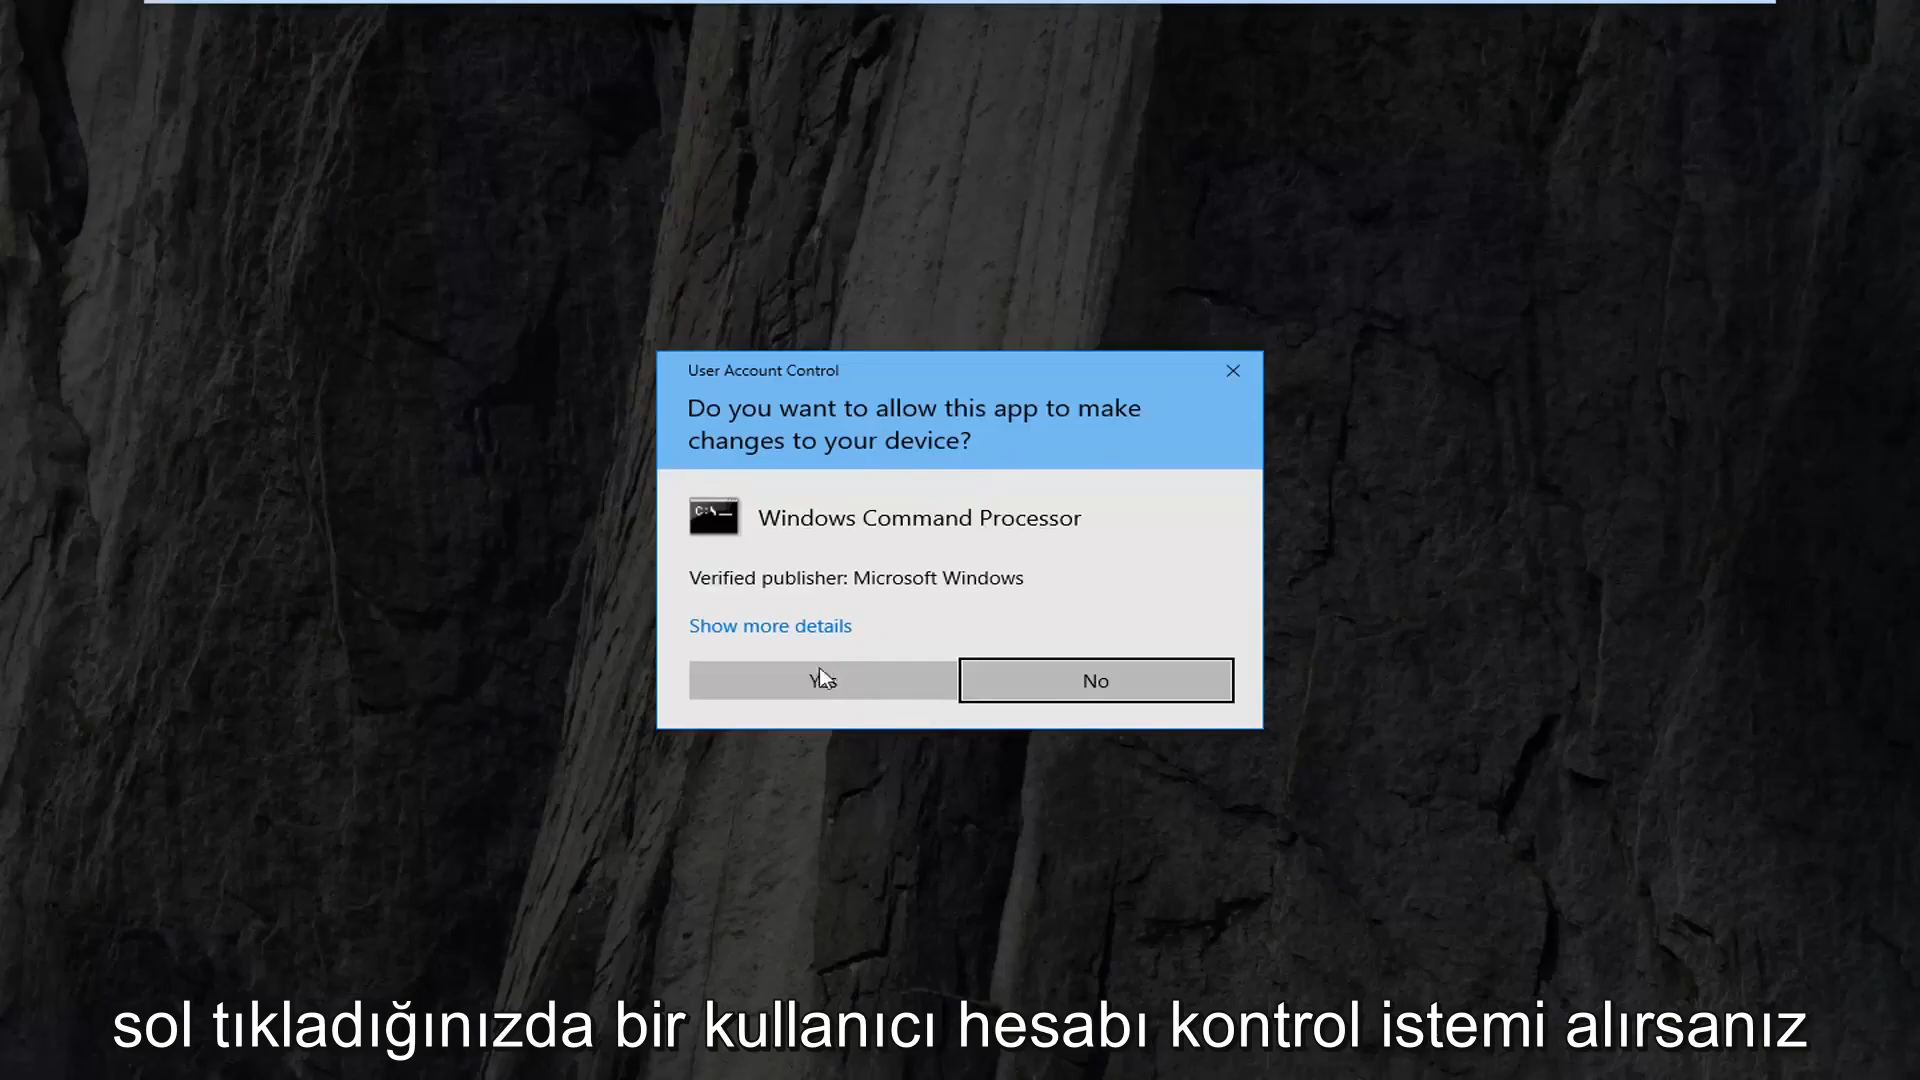 User Account Control
Do you want to allow this app to make
changes to your device?
C:\_
Windows Command Processor
Verified publisher: Microsoft Windows
Show more details
Yes
No
sol tıkladığınızda bir kullanıcı hesabı kontrol istemi alırsanız